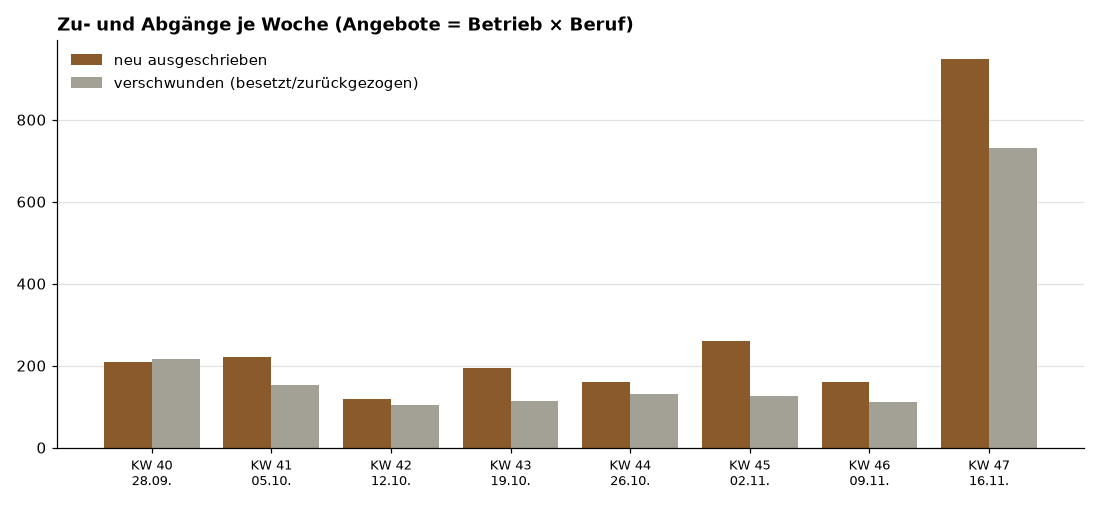 Zu- und Abgänge je Woche (Angebote = Betrieb × Beruf)
neu ausgeschrieben
verschwunden (besetzt/zurückgezogen)
800
600
400
200
0
KW 40 KW 41 KW 42 KW 43 KW 44 KW 45 KW 46 KW 47
28.09. 05.10. 12.10. 19.10. 26.10. 02.11. 09.11. 16.11.